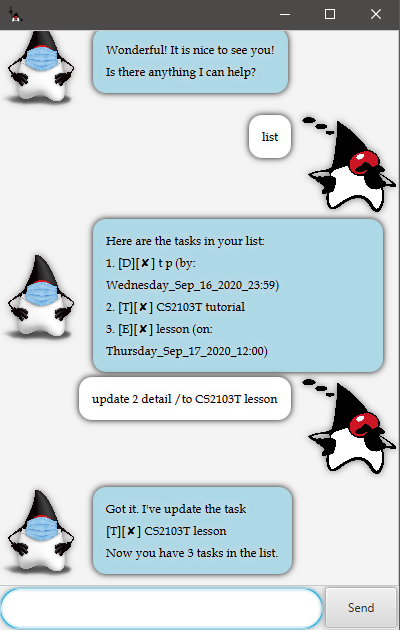 Wonderful! It is nice to see you!
Is there anything I can help?
list
Here are the tasks in your list:
1. [D][✘] t p (by:
Wednesday_Sep_16_2020_23:59)
2. [T][✘] CS2103T tutorial
3. [E][✘] lesson (on:
Thursday_Sep_17_2020_12:00)
update 2 detail /to CS2103T lesson
Got it. I've update the task
[T][✘] CS2103T lesson
Now you have 3 tasks in the list.
Send